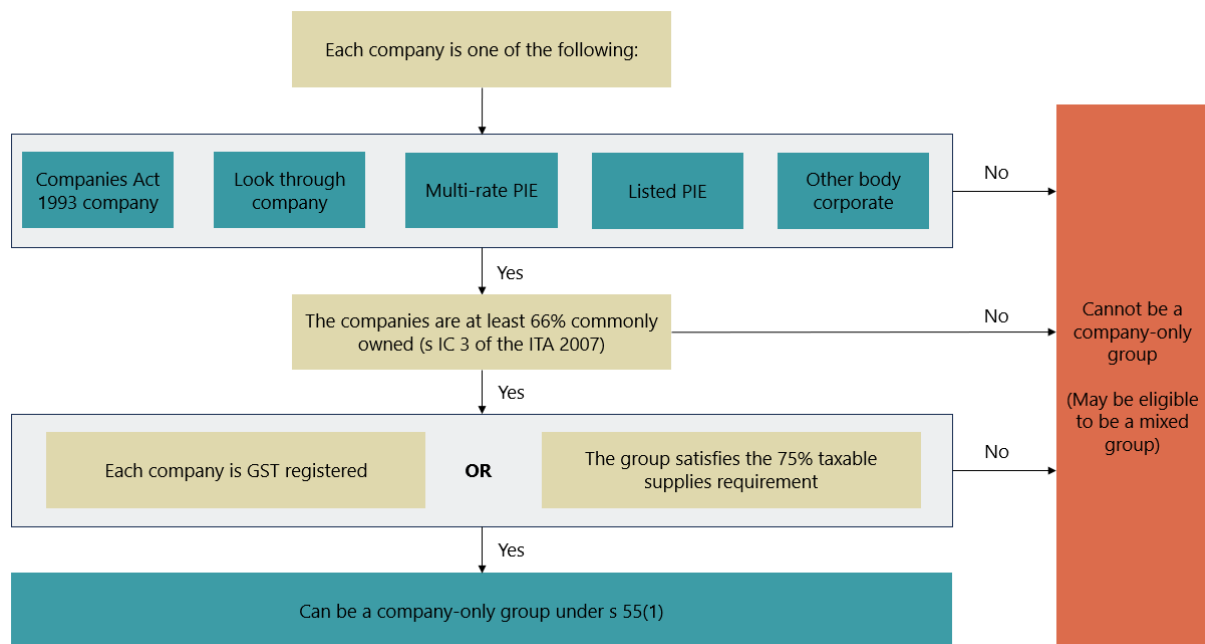 Each company is one of the following:
Companies Act
1993 company
Look through
company
Multi-rate PIE
Listed PIE
Other body
corporate
No
Yes
The companies are at least 66% commonly
owned (s IC 3 of the ITA 2007)
No
Cannot be a
company-only
group
(May be eligible
to be a mixed
group)
Yes
Each company is GST registered
OR
The group satisfies the 75% taxable
supplies requirement
No
Yes
Can be a company-only group under s 55(1)